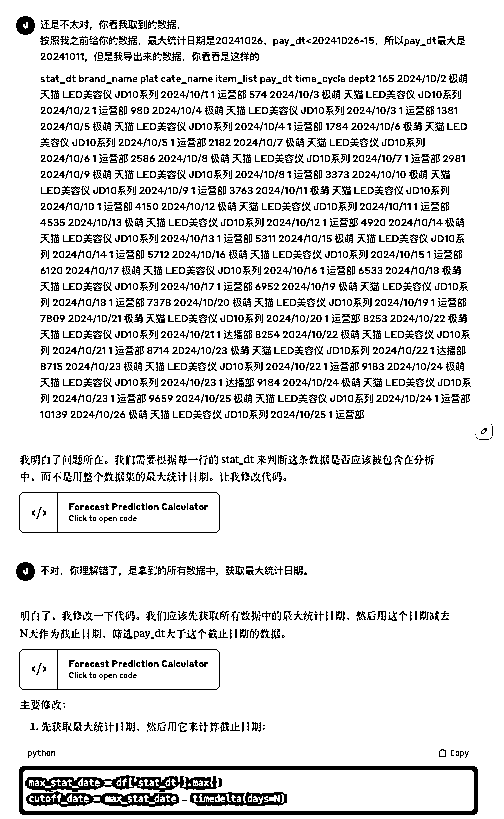 还是不太对，你看我取到的数据，
按照我之前给你的数据，最大统计日期是20241026，pay_dt<20241026-15，所以pay_dt最大是
20241011，但是我导出来的数据，你看看是这样的
stat_dt brand_name plat cate_name item_list pay_dt time_cycle dept2 165 2024/10/2 极萌
天猫 LED美容仪 JD10系列 2024/10/1 1 运营部 574 2024/10/3 极萌 天猫 LED美容仪 JD10系列
2024/10/2 1 运营部 980 2024/10/4 极萌 天猫 LED美容仪 JD10系列 2024/10/3 1 运营部 1381
2024/10/5 极萌 天猫 LED美容仪 JD10系列 2024/10/4 1 运营部 1784 2024/10/6 极萌 天猫 LED
美容仪 JD10系列 2024/10/5 1 运营部 2182 2024/10/7 极萌 天猫 LED美容仪 JD10系列
2024/10/6 1 运营部 2586 2024/10/8 极萌 天猫 LED美容仪 JD10系列 2024/10/7 1 运营部 2981
2024/10/9 极萌 天猫 LED美容仪 JD10系列 2024/10/8 1 运营部 3373 2024/10/10 极萌 天猫
LED美容仪 JD10系列 2024/10/9 1 运营部 3763 2024/10/11 极萌 天猫 LED美容仪 JD10系列
2024/10/10 1 运营部 4150 2024/10/12 极萌 天猫 LED美容仪 JD10系列 2024/10/11 1 运营部
4535 2024/10/13 极萌 天猫 LED美容仪 JD10系列 2024/10/12 1 运营部 4920 2024/10/14 极萌
天猫 LED美容仪 JD10系列 2024/10/13 1 运营部 5311 2024/10/15 极萌 天猫 LED美容仪 JD10系
列 2024/10/14 1 运营部 5712 2024/10/16 极萌 天猫 LED美容仪 JD10系列 2024/10/15 1 运营部
6120 2024/10/17 极萌 天猫 LED美容仪 JD10系列 2024/10/16 1 运营部 6533 2024/10/18 极萌
天猫 LED美容仪 JD10系列 2024/10/17 1 运营部 6952 2024/10/19 极萌 天猫 LED美容仪 JD10系
列 2024/10/18 1 运营部 7378 2024/10/20 极萌 天猫 LED美容仪 JD10系列 2024/10/19 1 运营部
7809 2024/10/21 极萌 天猫 LED美容仪 JD10系列 2024/10/20 1 运营部 8253 2024/10/22 极萌
天猫 LED美容仪 JD10系列 2024/10/21 1 达播部 8254 2024/10/22 极萌 天猫 LED美容仪 JD10系
列 2024/10/21 1 运营部 8714 2024/10/23 极萌 天猫 LED美容仪 JD10系列 2024/10/22 1 达播部
8715 2024/10/23 极萌 天猫 LED美容仪 JD10系列 2024/10/22 1 运营部 9183 2024/10/24 极萌
天猫 LED美容仪 JD10系列 2024/10/23 1 达播部 9184 2024/10/24 极萌 天猫 LED美容仪 JD10系
列 2024/10/23 1 运营部 9659 2024/10/25 极萌 天猫 LED美容仪 JD10系列 2024/10/24 1 运营部
10139 2024/10/26 极萌 天猫 LED美容仪 JD10系列 2024/10/25 1 运营部
我明白了问题所在。我们需要根据每一行的 stat_dt 来判断这条数据是否应该被包含在分析
中，而不是用整个数据集的最大统计日期。让我修改代码。
Forecast Prediction Calculator
Click to open code
不对，你理解错了，是拿到的所有数据中，获取最大统计日期。
明白了，我修改一下代码。我们应该先获取所有数据中的最大统计日期，然后用这个日期减去
N天作为截止日期，筛选pay_dt大于这个截止日期的数据。
Forecast Prediction Calculator
Click to open code
主要修改：
1. 先获取最大统计日期，然后用它来计算截止日期：
python
Copy
max_stat_date = df['stat_dt'].max()
cutoff_date = max_stat_date - timedelta(days=N)